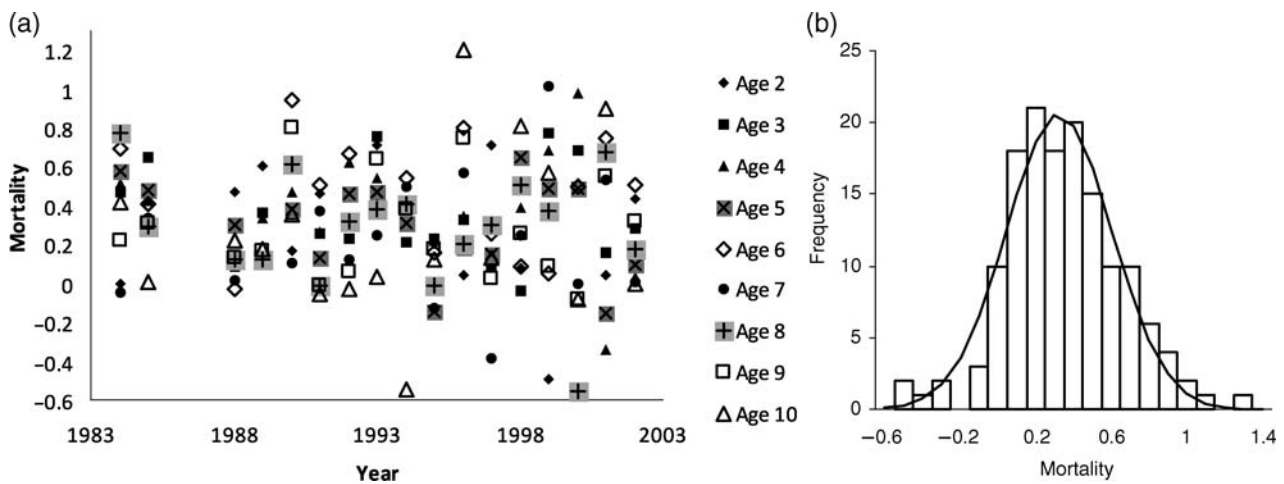 (a)
Mortality
1.2
1
0.8
0.6
0.4
0.2
0
−0.2
−0.4
−0.6
1983 1988 1993 1998 2003
Year
Age 2
Age 3
Age 4
Age 5
Age 6
Age 7
Age 8
Age 9
Age 10
(b)
Frequency
25
20
15
10
5
0
−0.6 −0.2 0.2 0.6 1 1.4
Mortality